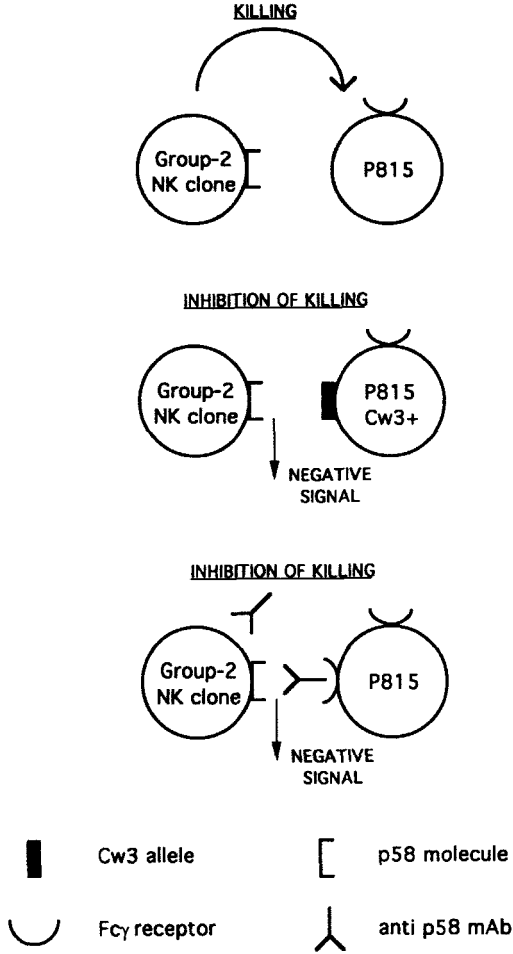 KILLING
Group-2
NK clone
P815
INHIBITION OF KILLING
Group-2
NK clone
P815
Cw3+
NEGATIVE
SIGNAL
INHIBITION OF KILLING
Group-2
NK clone
P815
NEGATIVE
SIGNAL
Cw3 allele
p58 molecule
Fcγ receptor
anti p58 mAb